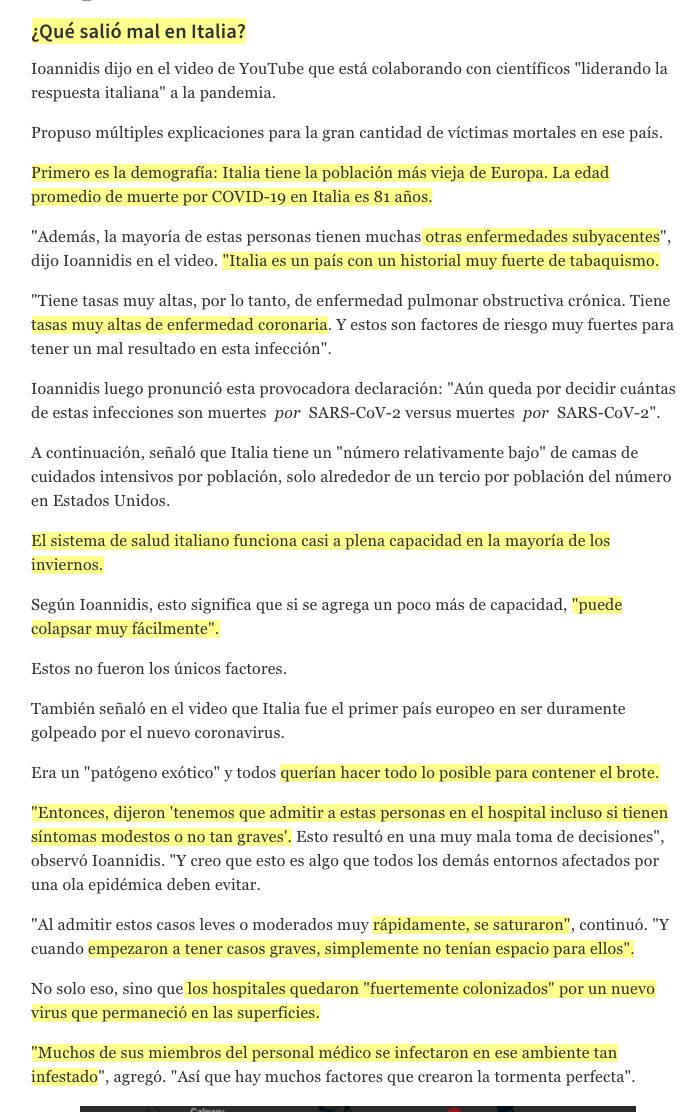 ¿Qué salió mal en Italia?
Ioannidis dijo en el video de YouTube que está colaborando con científicos "liderando la
respuesta italiana" a la pandemia.
Propuso múltiples explicaciones para la gran cantidad de víctimas mortales en ese país.
Primero es la demografía: Italia tiene la población más vieja de Europa. La edad
promedio de muerte por COVID-19 en Italia es 81 años.
"Además, la mayoría de estas personas tienen muchas otras enfermedades subyacentes",
dijo Ioannidis en el video. "Italia es un país con un historial muy fuerte de tabaquismo.
"Tiene tasas muy altas, por lo tanto, de enfermedad pulmonar obstructiva crónica. Tiene
tasas muy altas de enfermedad coronaria. Y estos son factores de riesgo muy fuertes para
tener un mal resultado en esta infección".
Ioannidis luego pronunció esta provocadora declaración: "Aún queda por decidir cuántas
de estas infecciones son muertes por SARS-CoV-2 versus muertes por SARS-CoV-2".
A continuación, señaló que Italia tiene un "número relativamente bajo" de camas de
cuidados intensivos por población, solo alrededor de un tercio por población del número
en Estados Unidos.
El sistema de salud italiano funciona casi a plena capacidad en la mayoría de los
inviernos.
Según Ioannidis, esto significa que si se agrega un poco más de capacidad, "puede
colapsar muy fácilmente".
Estos no fueron los únicos factores.
También señaló en el video que Italia fue el primer país europeo en ser duramente
golpeado por el nuevo coronavirus.
Era un "patógeno exótico" y todos querían hacer todo lo posible para contener el brote.
"Entonces, dijeron 'tenemos que admitir a estas personas en el hospital incluso si tienen
síntomas modestos o no tan graves'. Esto resultó en una muy mala toma de decisiones",
observó Ioannidis. "Y creo que esto es algo que todos los demás entornos afectados por
una ola epidémica deben evitar.
"Al admitir estos casos leves o moderados muy rápidamente, se saturaron", continuó. "Y
cuando empezaron a tener casos graves, simplemente no tenían espacio para ellos".
No solo eso, sino que los hospitales quedaron "fuertemente colonizados" por un nuevo
virus que permaneció en las superficies.
"Muchos de sus miembros del personal médico se infectaron en ese ambiente tan
infestado", agregó. "Así que hay muchos factores que crearon la tormenta perfecta".
Calgary